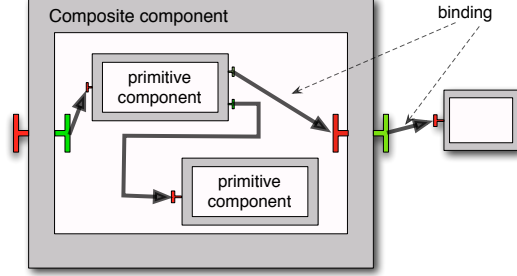 Composite component
binding
primitive
component
primitive
component